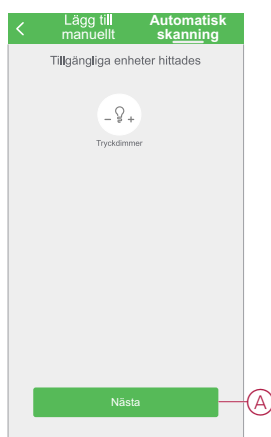 Lägg till
manuellt
Automatisk
skanning
Tillgängliga enheter hittades
Tryckdimmer
Nästa
A